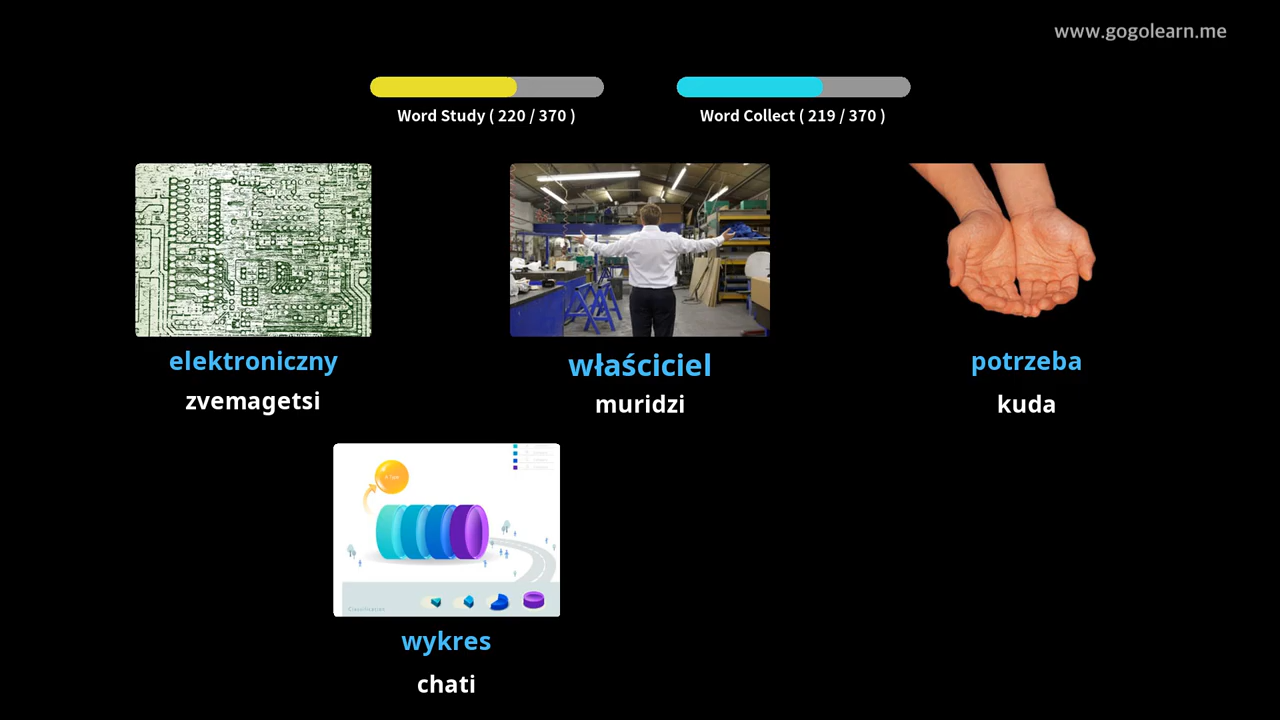 www.gogolearn.me
Word Study ( 220 / 370 )
Word Collect ( 219 / 370 )
elektroniczny
zvemagetsi
właściciel
muridzi
potrzeba
kuda
wykres
chati